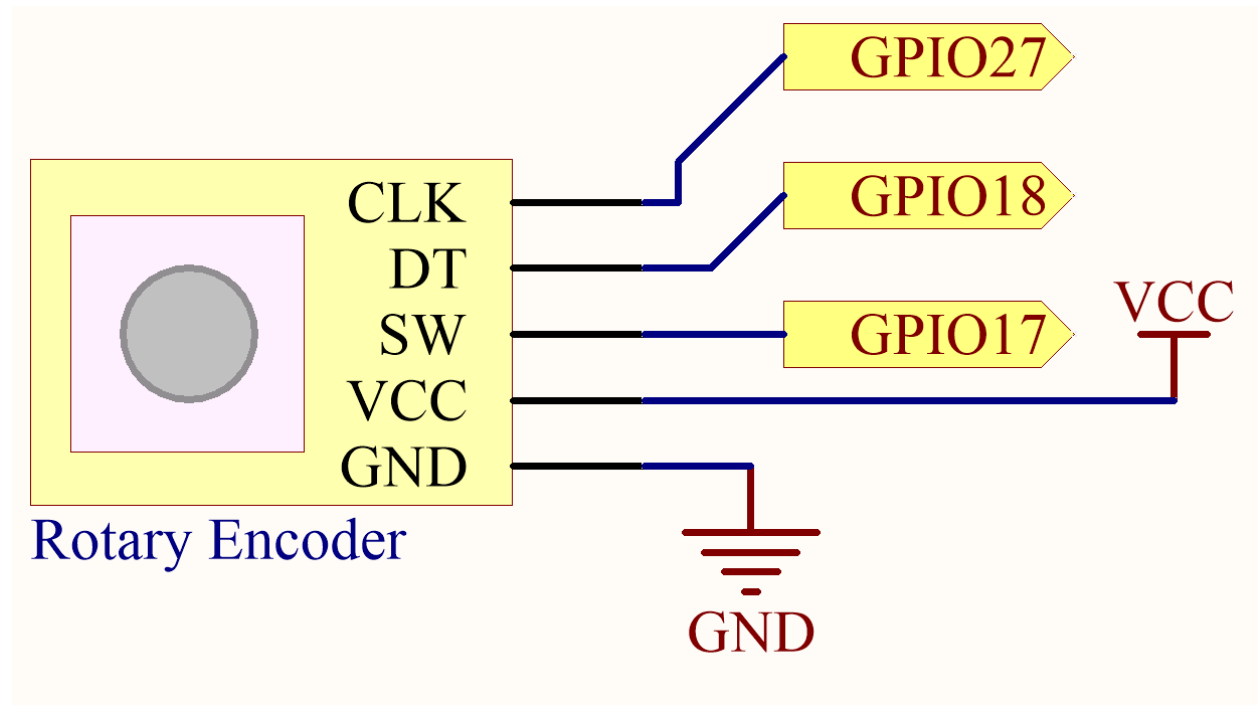 GPIO27
CLK
GPIO18
DT
SW
GPIO17
VCC
VCC
GND
Rotary Encoder
GND